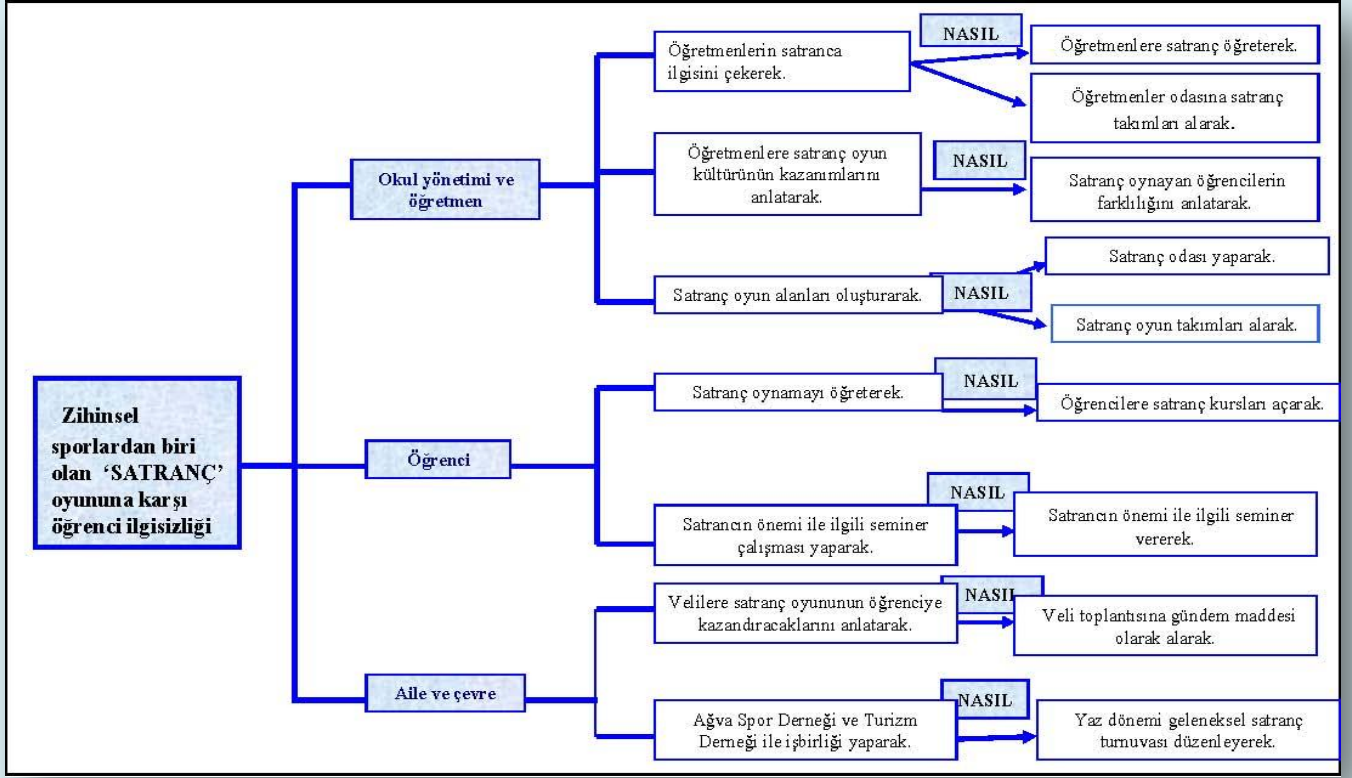 Zihinsel
sporlardan biri
olan ‘SATRANÇ’
oyununa karşı
öğrenci ilgisizliği
Okul yönetimi ve
öğretmen
Öğretmenlerin satranca
ilgisini çekerek.
NASIL
Öğretmenlere satranç öğreterek.
Öğretmenler odasına satranç
takımları alarak.
Öğretmenlere satranç oyun
kültürünün kazanımlarını
anlatarak.
NASIL
Satranç oynayan öğrencilerin
farklılığını anlatarak.
Satranç oyun alanları oluşturarak.
NASIL
Satranç odası yaparak.
Satranç oyun takımları alarak.
Öğrenci
Satranç oynamayı öğreterek.
NASIL
Öğrencilere satranç kursları açarak.
Satrancın önemi ile ilgili seminer
çalışması yaparak.
NASIL
Satrancın önemi ile ilgili seminer
vererek.
Aile ve çevre
Velilere satranç oyununun öğrenciye
kazandıracaklarını anlatarak.
NASIL
Veli toplantısına gündem maddesi
olarak alarak.
Ağva Spor Derneği ve Turizm
Derneği ile işbirliği yaparak.
NASIL
Yaz dönemi geleneksel satranç
turnuvası düzenleyerek.